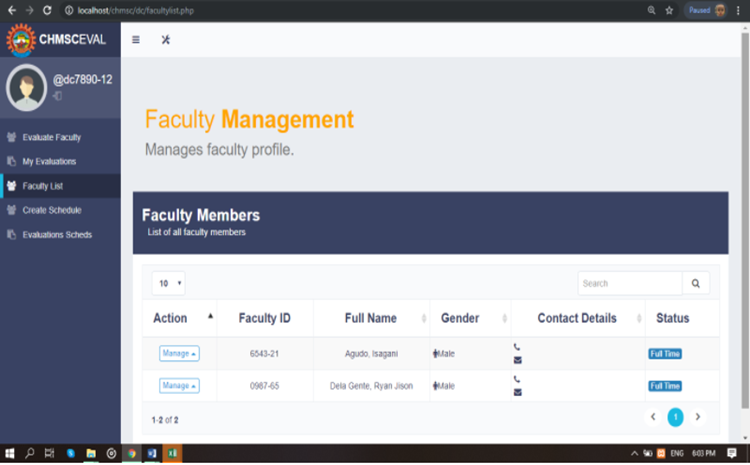 localhost/chmsc/dc/facultylist.php
Paused
CHMSCEVAL
@dc7890-12
Evaluate Faculty
My Evaluations
Faculty List
Create Schedule
Evaluations Scheds
Faculty Management
Manages faculty profile.
Faculty Members
List of all faculty members
10
Search
Action Faculty ID Full Name Gender Contact Details Status
Manage 6543-21 Agudo, Isagani Male Full Time
Manage 0987-65 Dela Gente, Ryan Jison Male Full Time
1-2 of 2
1
ENG 6:03 PM